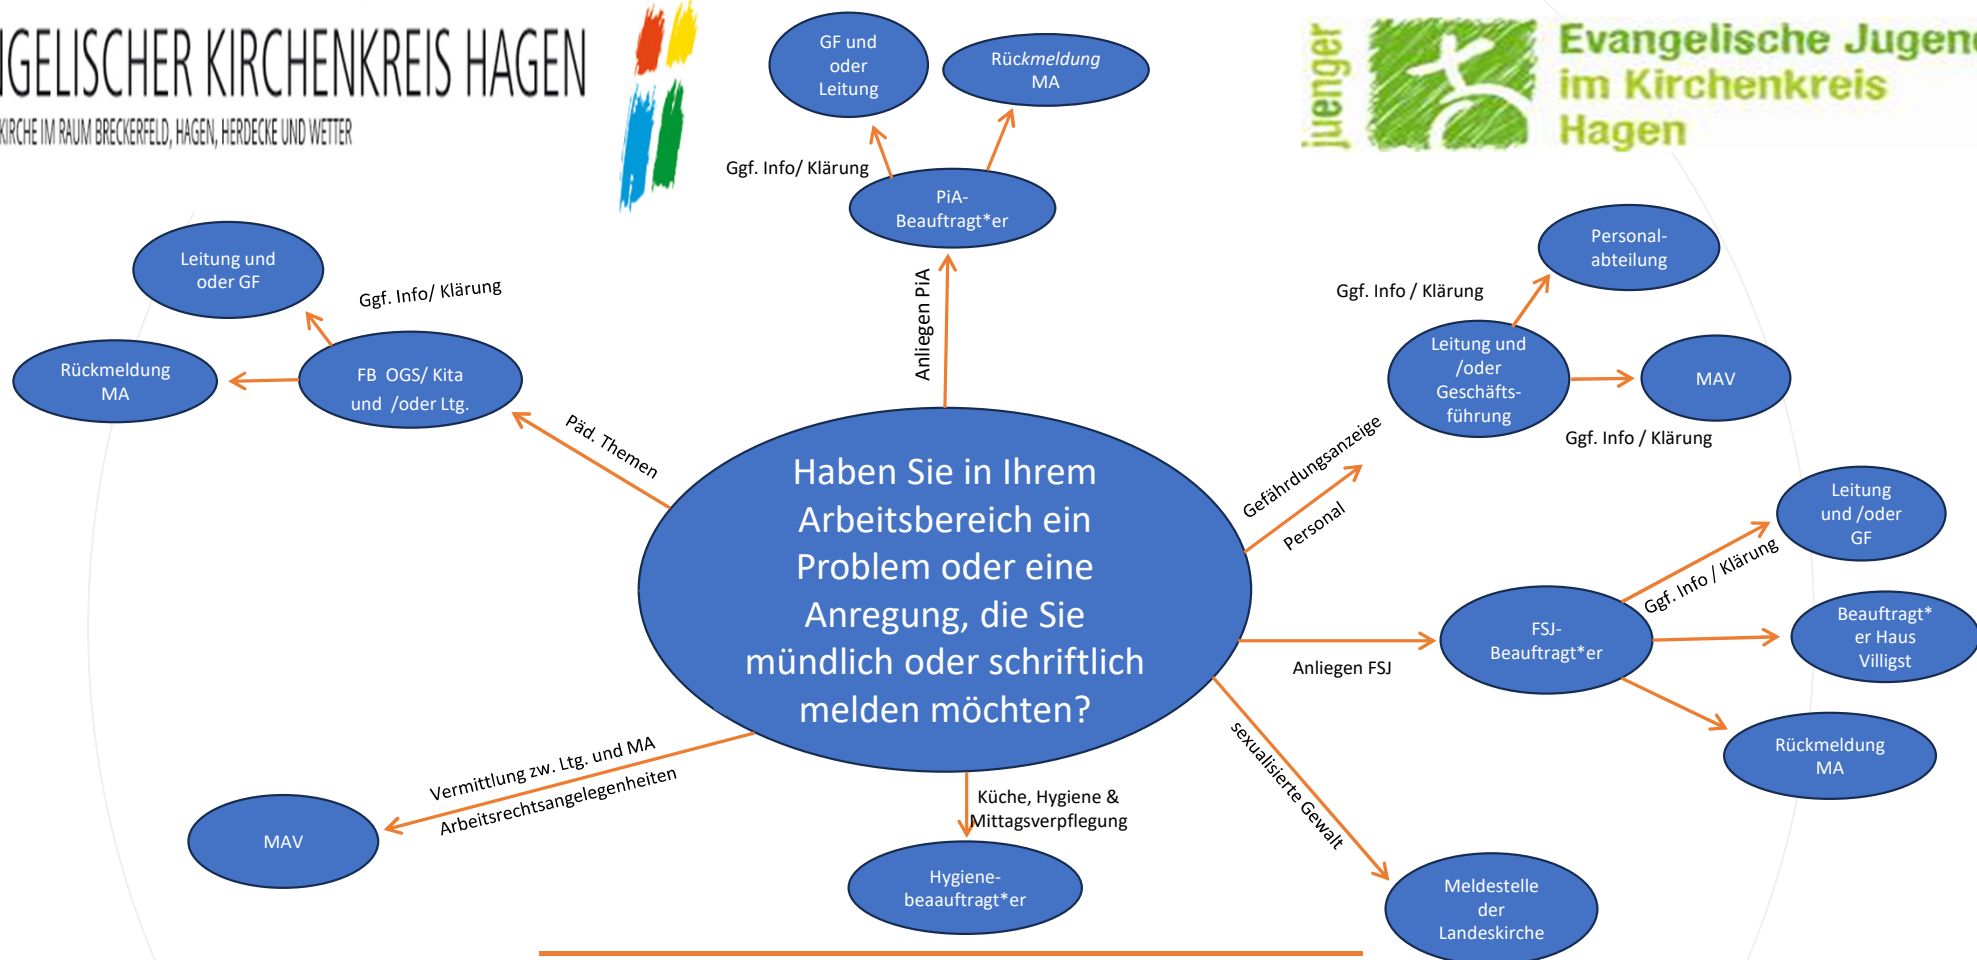 NGELISCHER KIRCHENKREIS HAGEN
KIRCHE IM RAUM BRECKERFELD, HAGEN, HERDECKE UND WETTER
juenger
Evangelische Jugend
im Kirchenkreis
Hagen
GF und
oder
Leitung
Rückmeldung
MA
Ggf. Info/ Klärung
PiA-
Beauftragt*er
Anliegen PiA
Leitung und
oder GF
Ggf. Info/ Klärung
Rückmeldung
MA
FB OGS/ Kita
und /oder Ltg.
Päd. Themen
Personal-
abteilung
Ggf. Info / Klärung
Leitung und
/oder
Geschäfts-
führung
MAV
Ggf. Info / Klärung
Gefährdungsanzeige
Personal
Haben Sie in Ihrem
Arbeitsbereich ein
Problem oder eine
Anregung, die Sie
mündlich oder schriftlich
melden möchten?
Leitung
und /oder
GF
Ggf. Info / Klärung
FSJ-
Beauftragt*er
Anliegen FSJ
Beauftragt*
er Haus
Villigst
Rückmeldung
MA
sexualisierte Gewalt
Meldestelle
der
Landeskirche
Küche, Hygiene &
Mittagsverpflegung
Hygiene-
beaauftragt*er
Vermittlung zw. Ltg. und MA
Arbeitsrechtsangelegenheiten
MAV